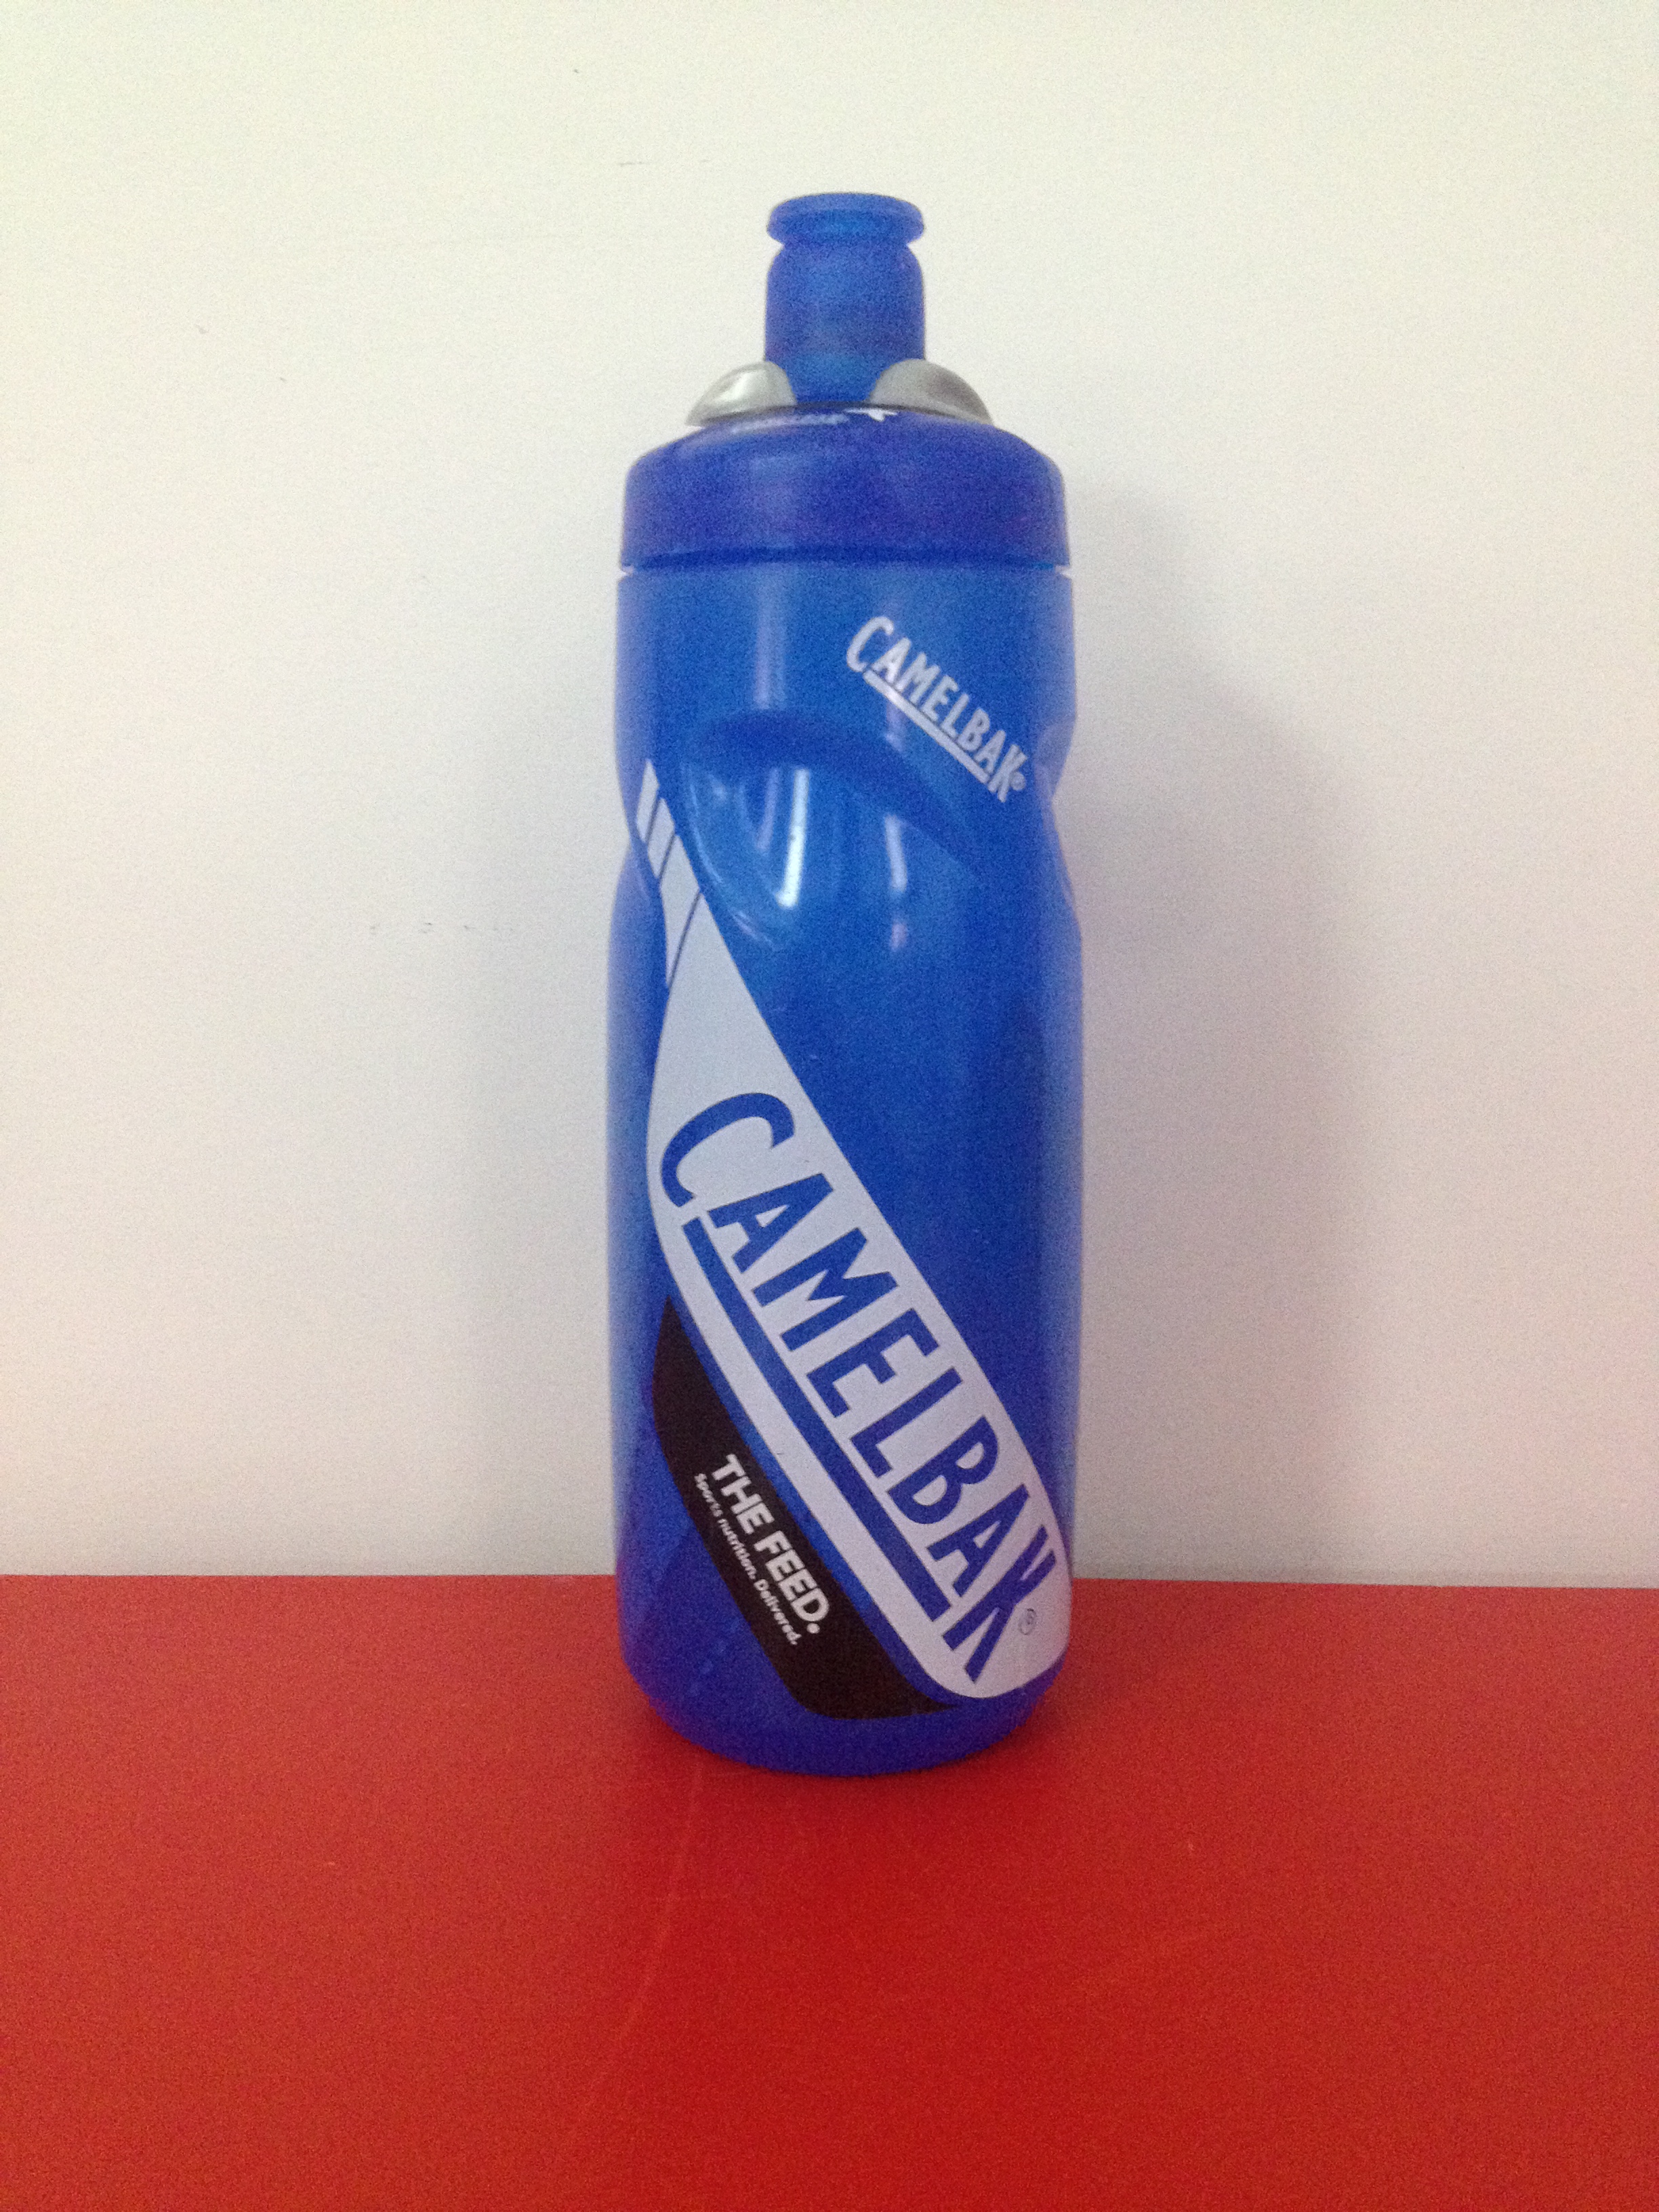 CAMELBAK®
CAMELBAK®
THE FEED.
Sports nutrition. Delivered.